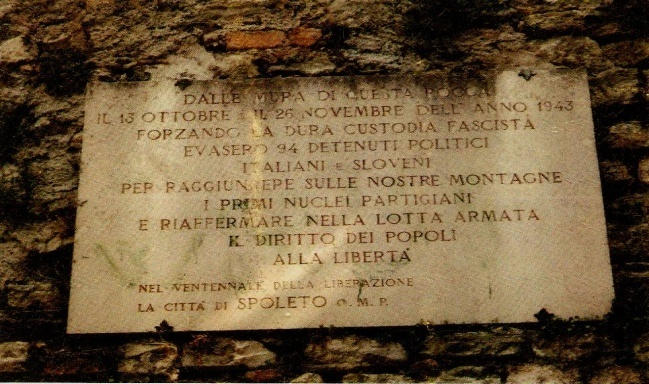 DALLE MURA DI QUESTA ROCCA
IL 13 OTTOBRE E IL 26 NOVEMBRE DELL' ANNO 1943
FORZANDO LA DURA CUSTODIA FASCISTA
EVASERO 94 DETENUTI POLITICI
ITALIANI E SLOVENI
PER RAGGIUNGERE SULLE NOSTRE MONTAGNE
I PRIMI NUCLEI PARTIGIANI
E RIAFFERMARE NELLA LOTTA ARMATA
IL DIRITTO DEI POPOLI
ALLA LIBERTÀ
NEL VENTENNALE DELLA LIBERAZIONE
LA CITTÀ DI SPOLETO Q. M. P.